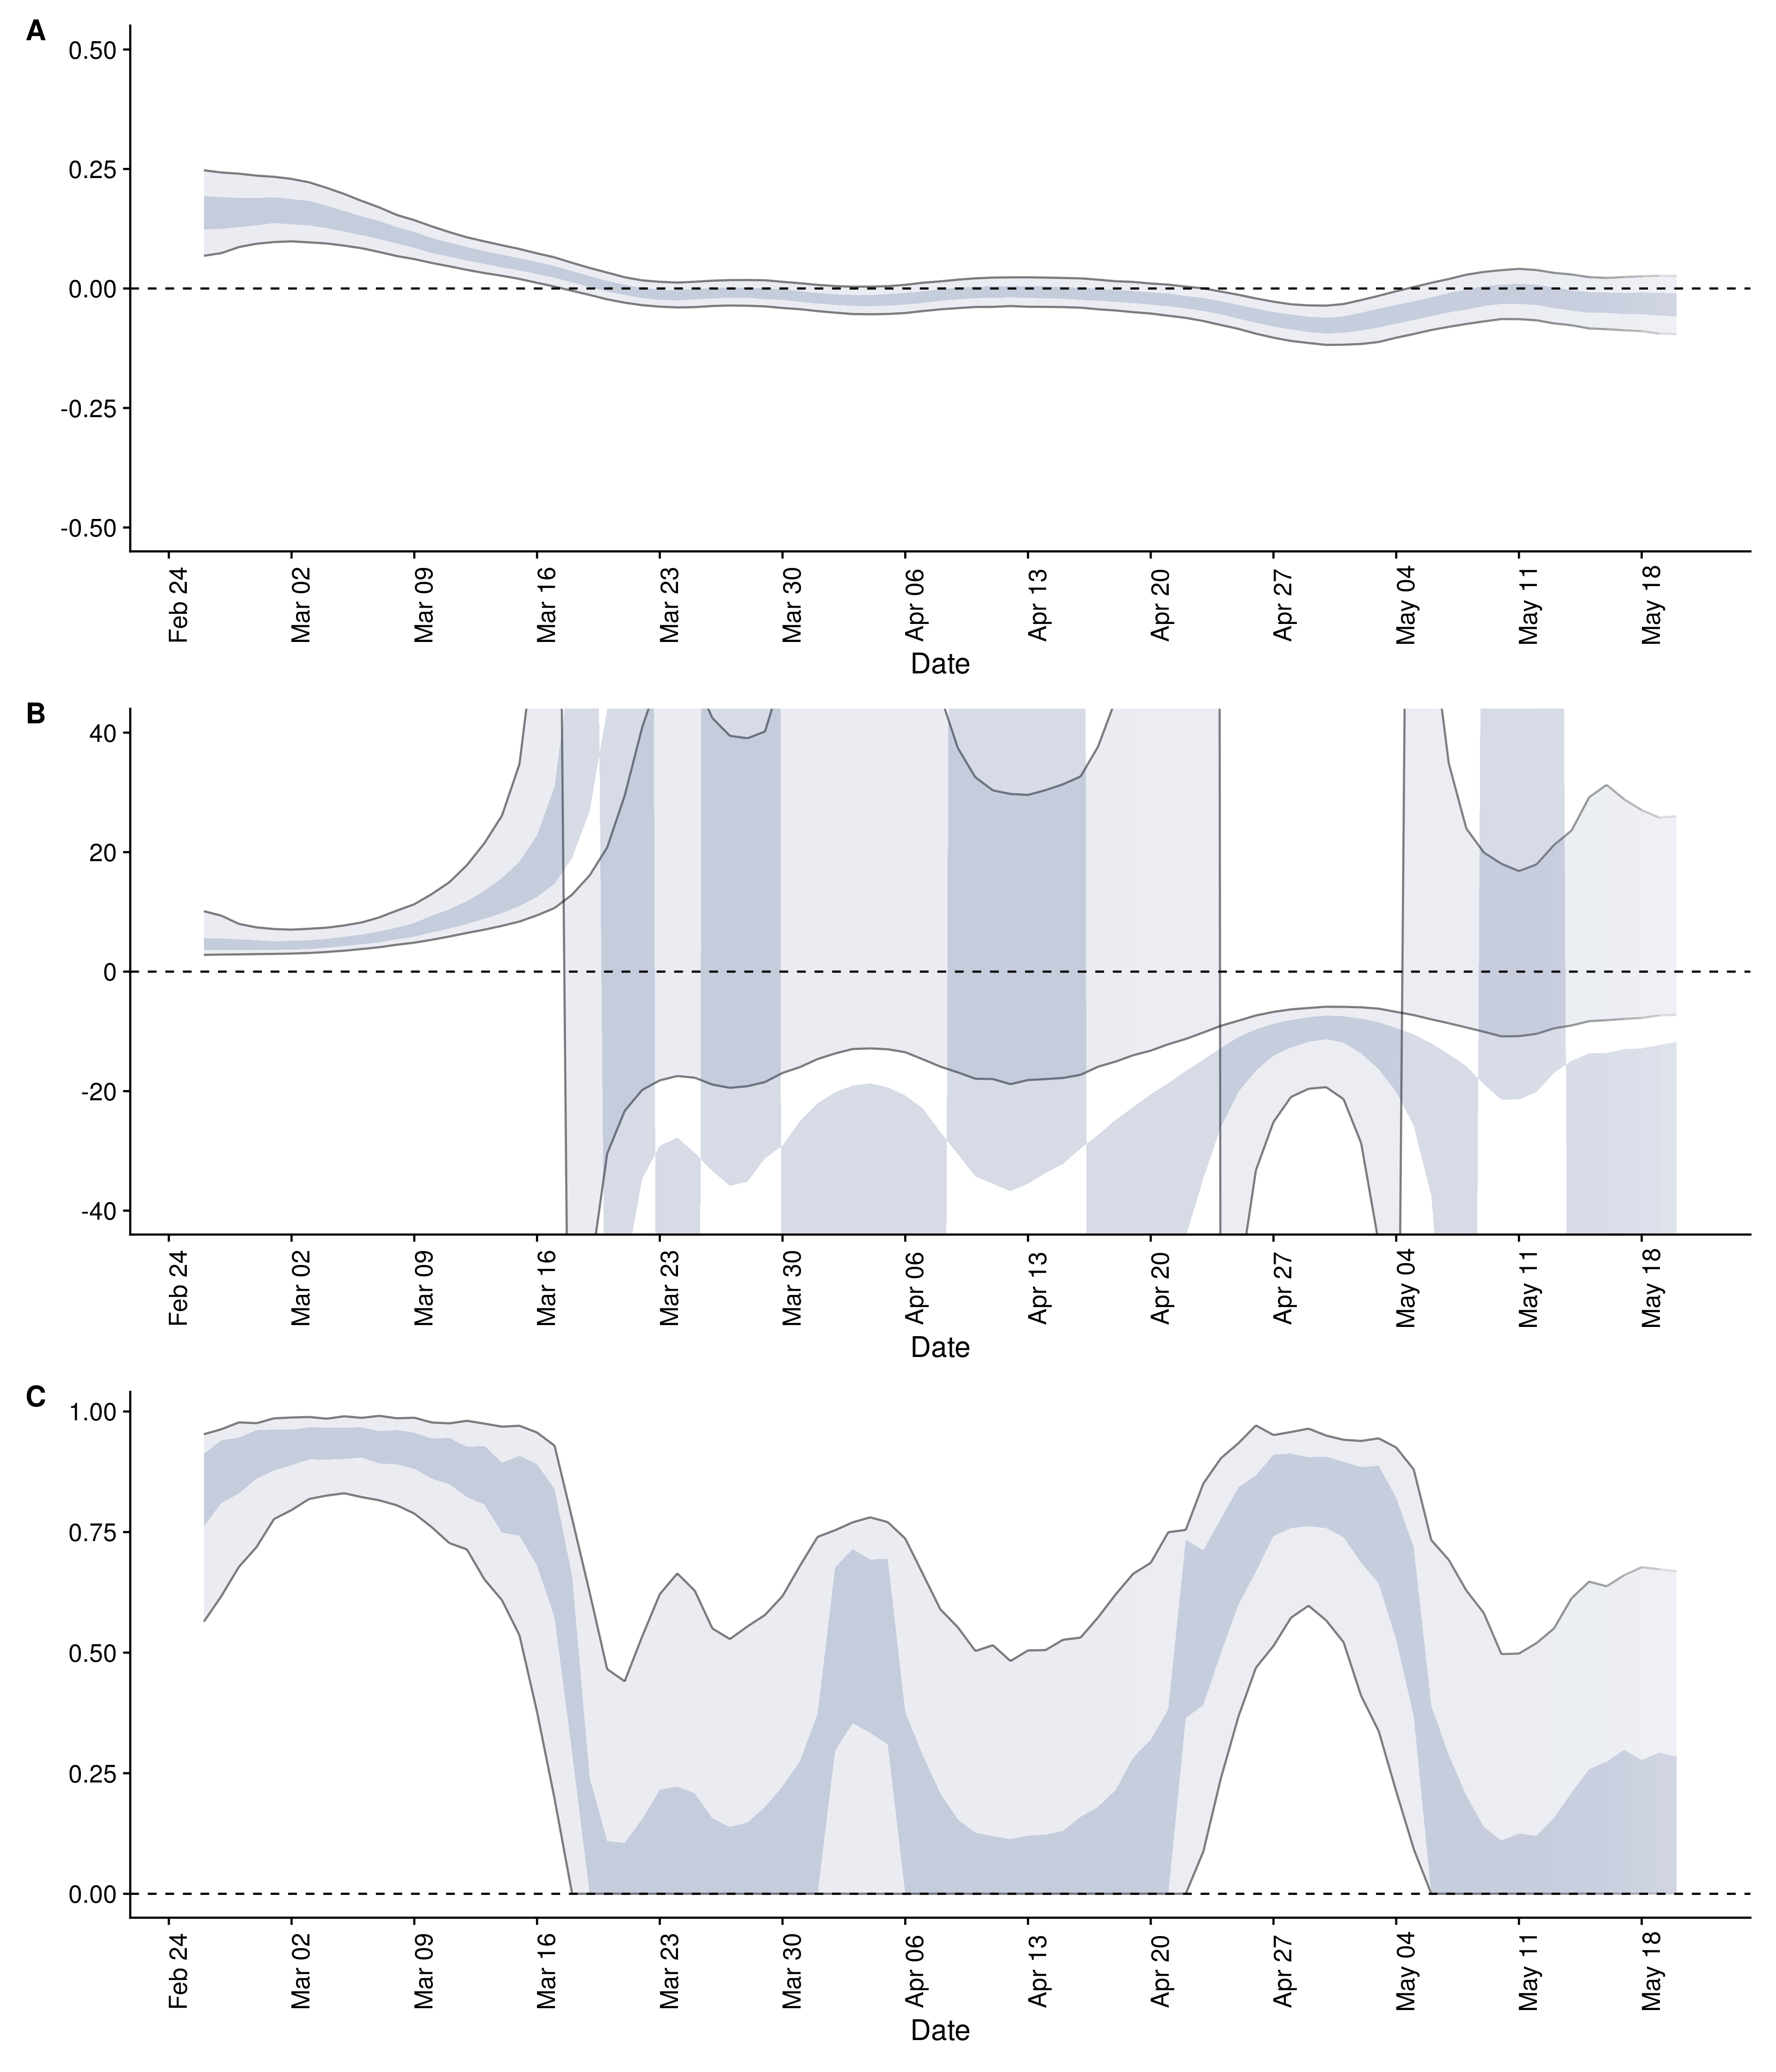 A
0.50
0.25
0.00
-0.25
-0.50
Feb 24
Mar 02
Mar 09
Mar 16
Mar 23
Mar 30
Apr 06
Apr 13
Apr 20
Apr 27
May 04
May 11
May 18
Date
B
40
20
0
-20
-40
Feb 24
Mar 02
Mar 09
Mar 16
Mar 23
Mar 30
Apr 06
Apr 13
Apr 20
Apr 27
May 04
May 11
May 18
Date
C
1.00
0.75
0.50
0.25
0.00
Feb 24
Mar 02
Mar 09
Mar 16
Mar 23
Mar 30
Apr 06
Apr 13
Apr 20
Apr 27
May 04
May 11
May 18
Date